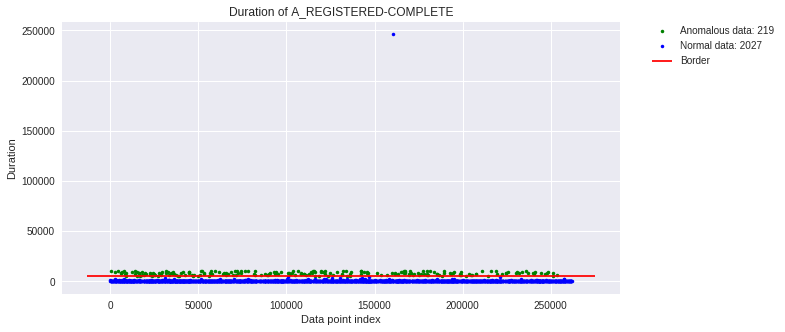 Duration of A_REGISTERED-COMPLETE
Anomalous data: 219
Normal data: 2027
Border
250000
200000
150000
100000
50000
0
Duration
0 50000 100000 150000 200000 250000
Data point index